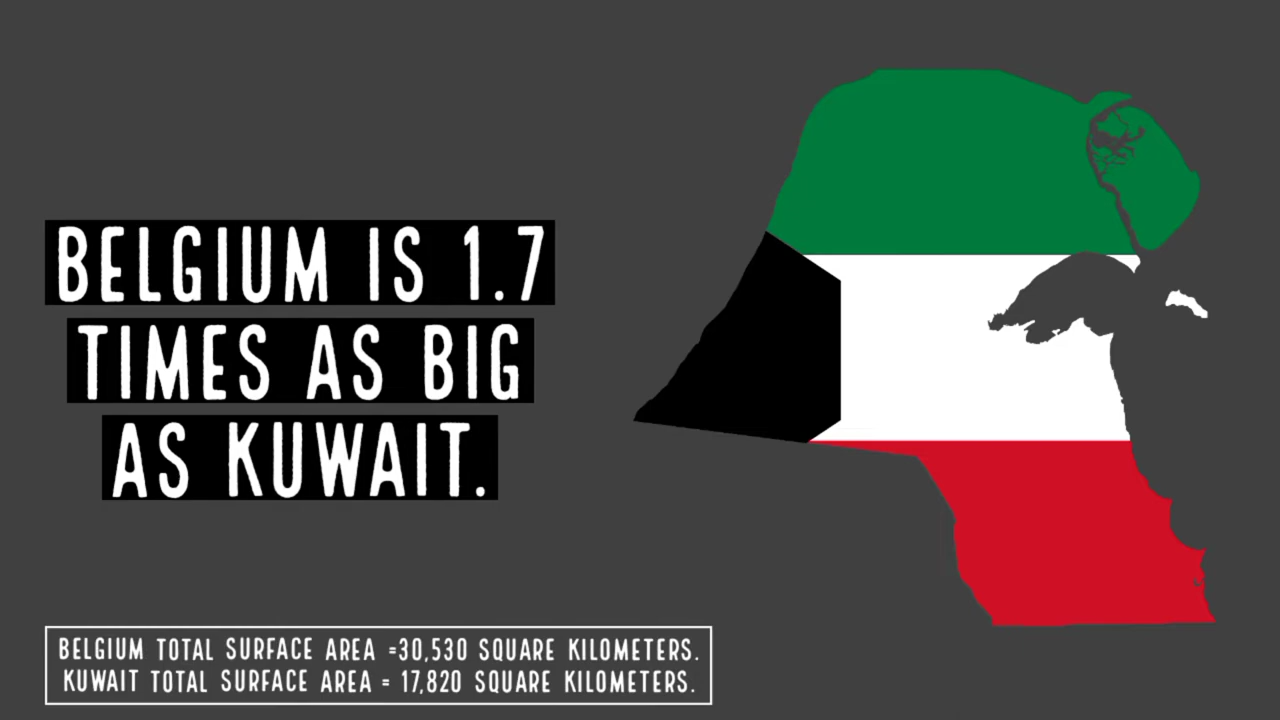 BELGIUM IS 1.7
TIMES AS BIG
AS KUWAIT.
BELGIUM TOTAL SURFACE AREA =30,530 SQUARE KILOMETERS.
KUWAIT TOTAL SURFACE AREA = 17,820 SQUARE KILOMETERS.